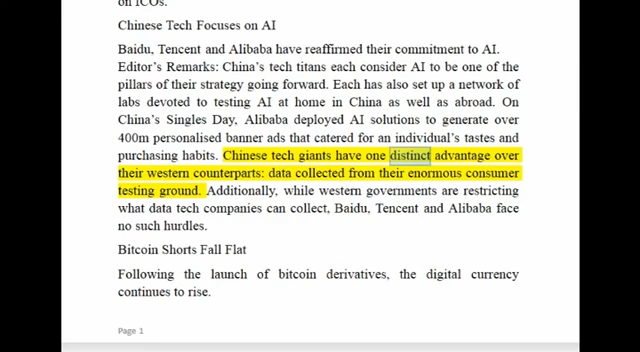 on ICOs.
Chinese Tech Focuses on AI
Baidu, Tencent and Alibaba have reaffirmed their commitment to AI.
Editor's Remarks: China's tech titans each consider AI to be one of the
pillars of their strategy going forward. Each has also set up a network of
labs devoted to testing AI at home in China as well as abroad. On
China's Singles Day, Alibaba deployed AI solutions to generate over
400m personalised banner ads that catered for an individual's tastes and
purchasing habits. Chinese tech giants have one distinct advantage over
their western counterparts: data collected from their enormous consumer
testing ground. Additionally, while western governments are restricting
what data tech companies can collect, Baidu, Tencent and Alibaba face
no such hurdles.
Bitcoin Shorts Fall Flat
Following the launch of bitcoin derivatives, the digital currency
continues to rise.
Page 1